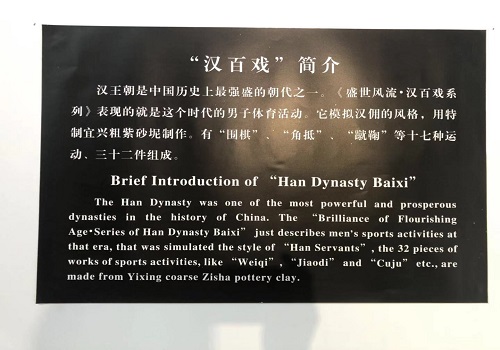 “汉百戏”简介
汉王朝是中国历史上最强盛的朝代之一。《盛世风流·汉百戏系
列》表现的就是这个时代的男子体育活动。它模拟汉俑的风格，用特
制宜兴粗紫砂坭制作。有“围棋”、“角抵”、“蹴鞠”等十七种运
动、三十二件组成。
Brief Introduction of “Han Dynasty Baixi”
The Han Dynasty was one of the most powerful and prosperous
dynasties in the history of China. The “Brilliance of Flourishing
Age·Series of Han Dynasty Baixi” just describes men's sports activities at
that era, that was simulated the style of “Han Servants”, the 32 pieces of
works of sports activities, like “Weiqi”, “Jiaodi” and “Cuju” etc., are
made from Yixing coarse Zisha pottery clay.